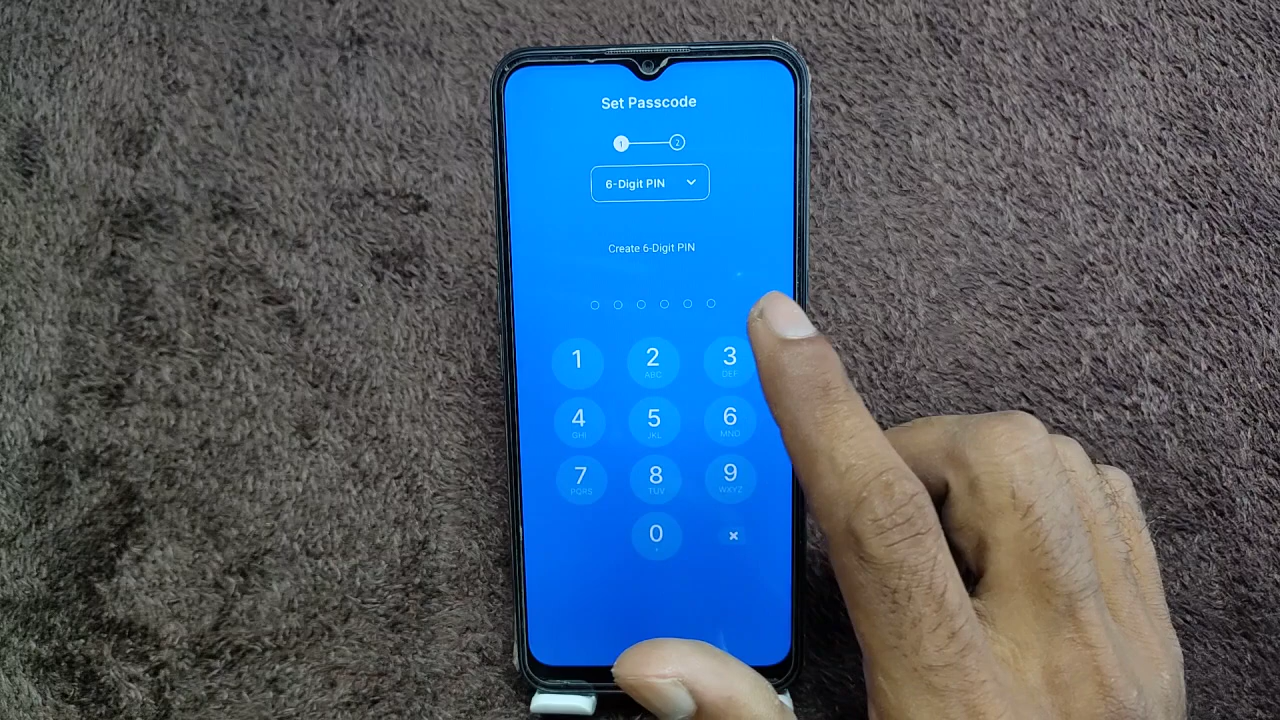 Set Passcode
1 2
6-Digit PIN
Create 6-Digit PIN
1 2 3
ABC DEF
4 5 6
GHI JKL MNO
7 8 9
PQRS TUV WXYZ
0
+